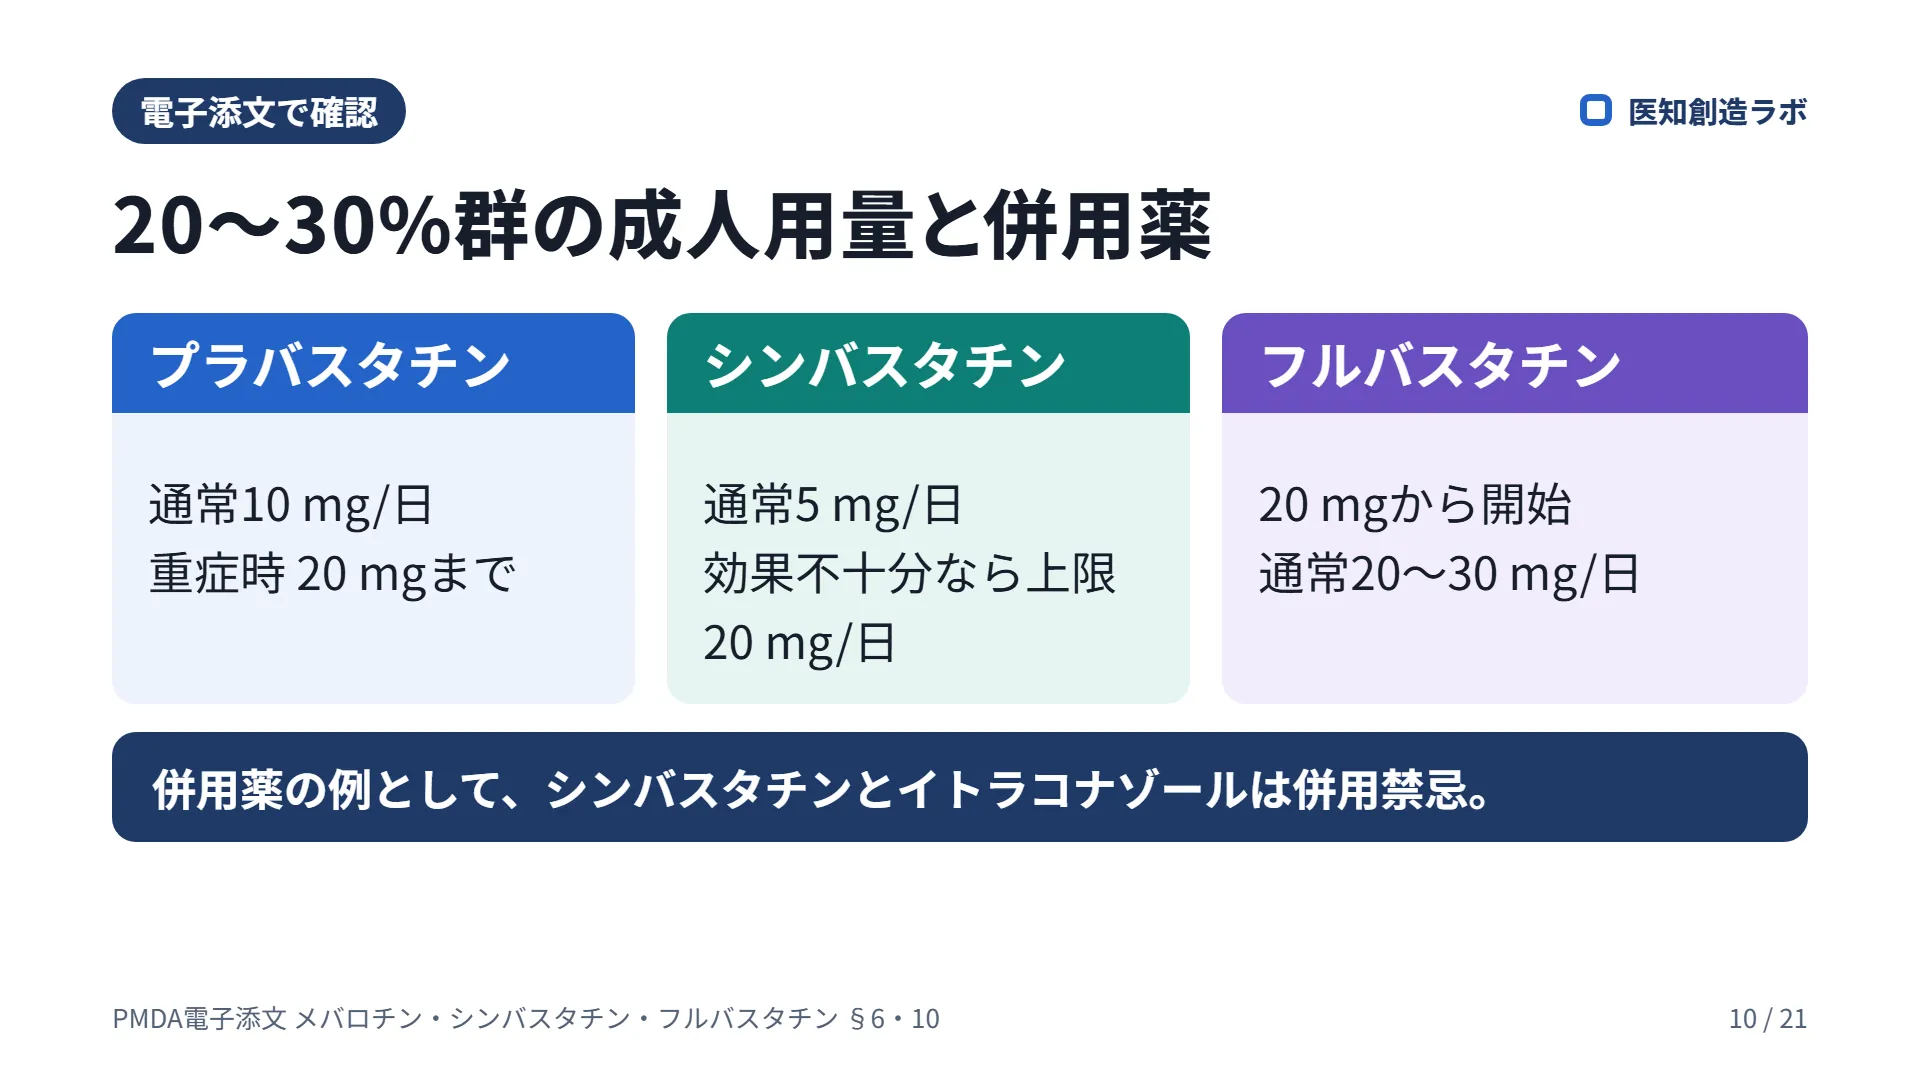 電子添文で確認
医知創造ラボ
20〜30%群の成人用量と併用薬
プラバスタチン
通常10 mg/日
重症時 20 mgまで
シンバスタチン
通常5 mg/日
効果不十分なら上限
20 mg/日
フルバスタチン
20 mgから開始
通常20〜30 mg/日
併用薬の例として、シンバスタチンとイトラコナゾールは併用禁忌。
PMDA電子添文 メバロチン・シンバスタチン・フルバスタチン §6・10
10 / 21